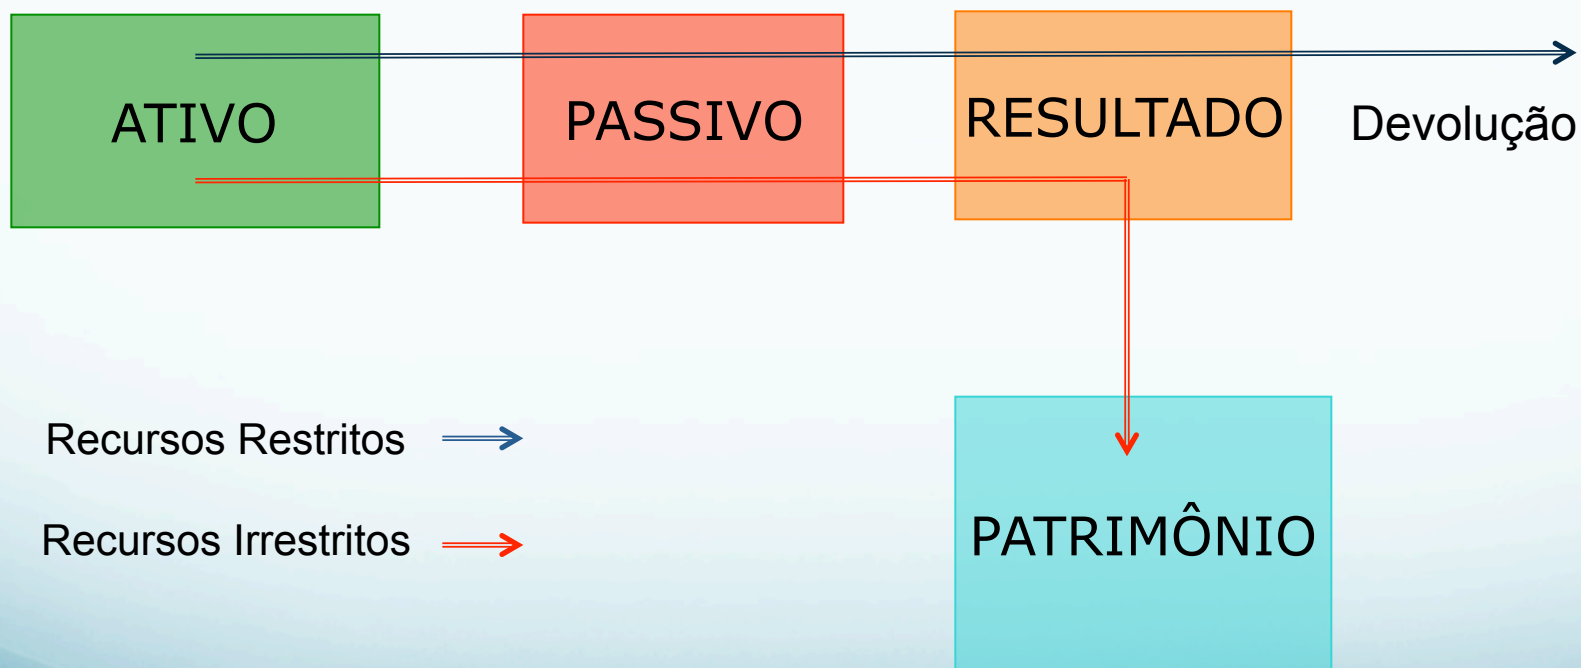 ATIVO
PASSIVO
RESULTADO
Devolução
Recursos Restritos
Recursos Irrestritos
PATRIMÔNIO